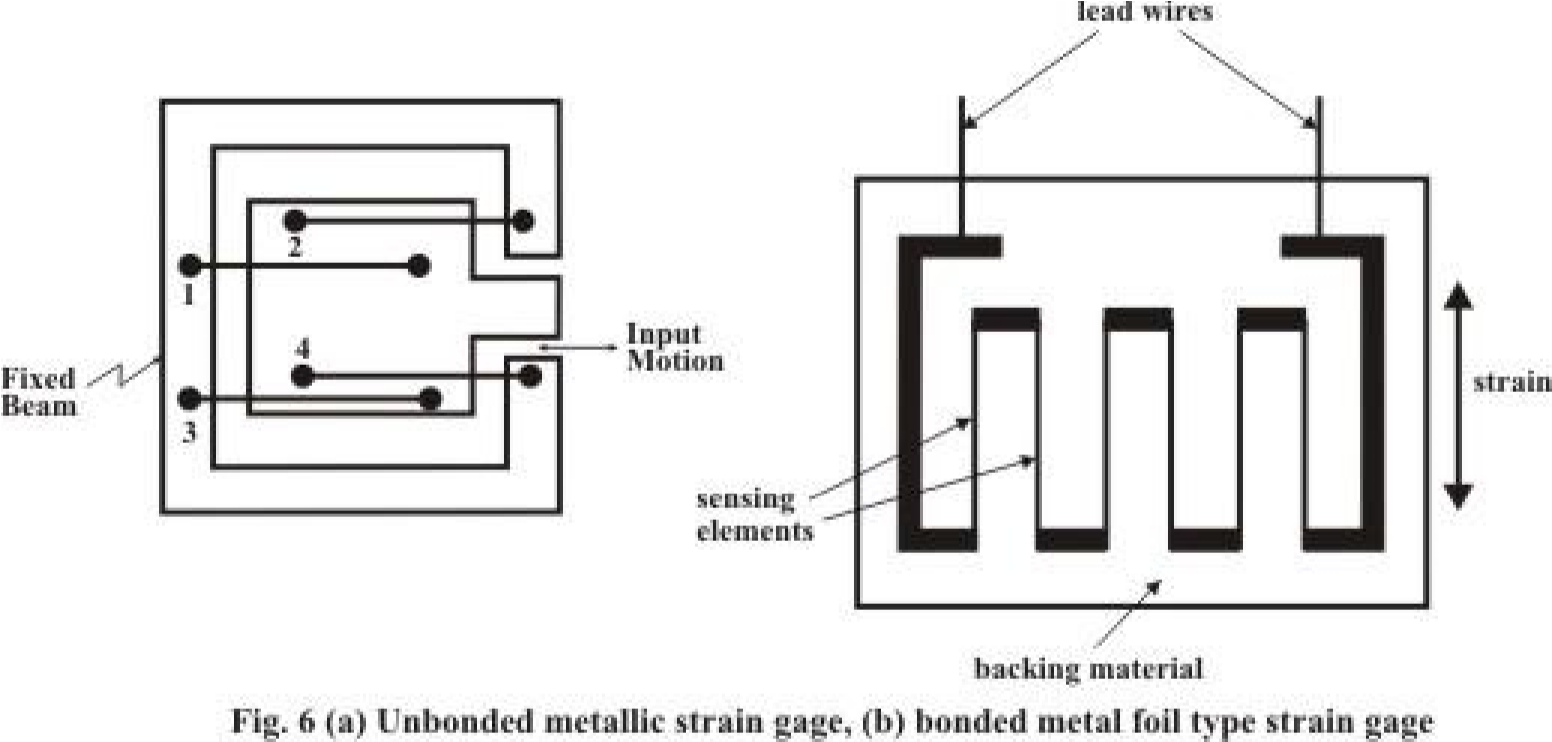 lead wires
2
1
4
Input
Motion
Fixed
Beam
3
strain
sensing
elements
backing material
Fig. 6 (a) Unbonded metallic strain gage, (b) bonded metal foil type strain gage